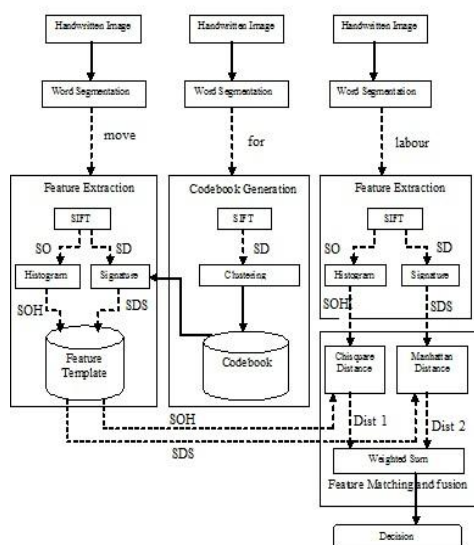 Handwritten Image
Handwritten Image
Handwritten Image
Word Segmentation
Word Segmentation
Word Segmentation
move
for
labour
Feature Extraction
SIFT
SO
SD
Histogram
Signature
SOH
SDS
Feature
Template
Codebook Generation
SIFT
SD
Clustering
Codebook
Feature Extraction
SIFT
SO
SD
Histogram
Signature
SOH
SDS
Chisquare
Distance
Manhattan
Distance
SOH
SDS
Dist 1
Dist 2
Weighted Sum
Feature Matching and fusion
Decision